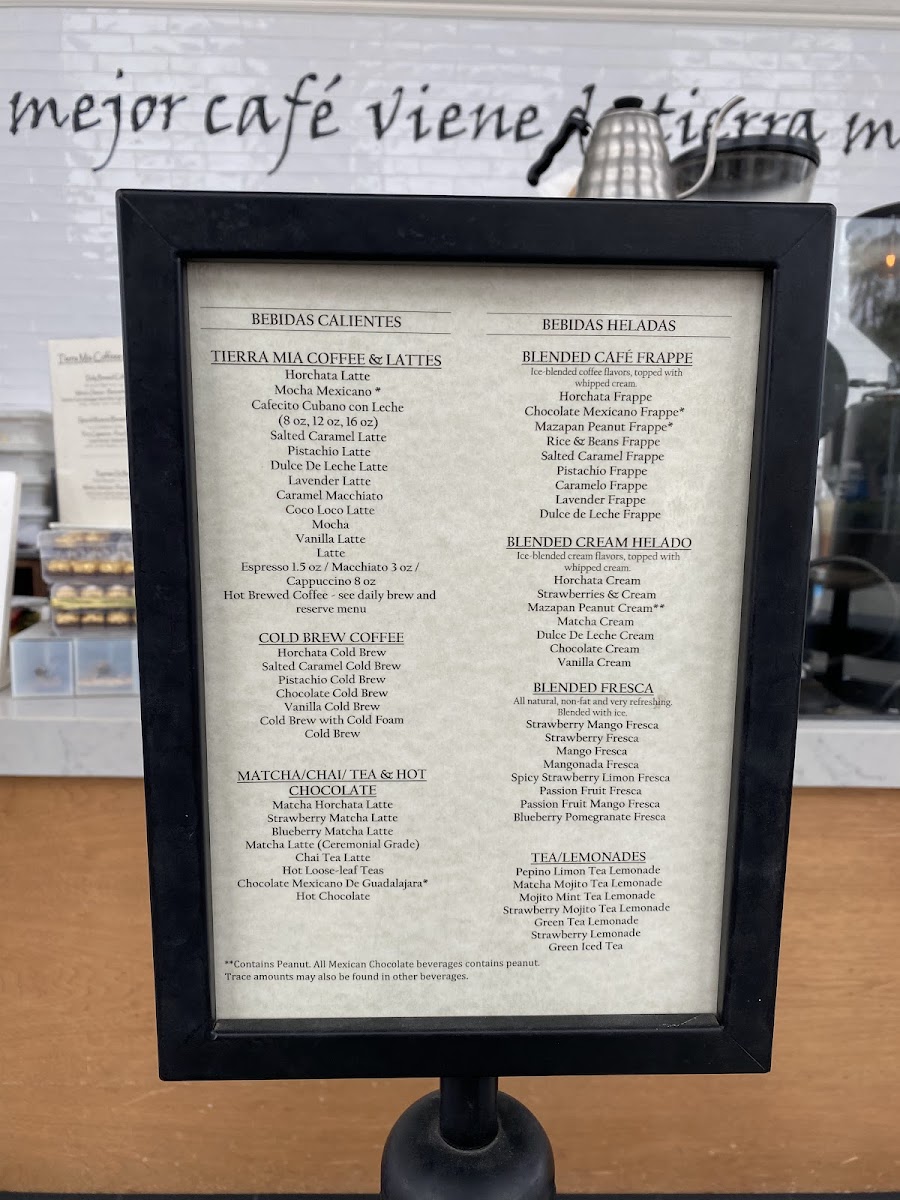 mejor café viene de tierra m
Tierra Mia Coffee
BEBIDAS CALIENTES
TIERRA MIA COFFEE & LATTES
Horchata Latte
Mocha Mexicano *
Cafecito Cubano con Leche
(8 oz, 12 oz, 16 oz)
Salted Caramel Latte
Pistachio Latte
Dulce De Leche Latte
Lavender Latte
Caramel Macchiato
Coco Loco Latte
Mocha
Vanilla Latte
Latte
Espresso 1.5 oz / Macchiato 3 oz /
Cappuccino 8 oz
Hot Brewed Coffee - see daily brew and
reserve menu
COLD BREW COFFEE
Horchata Cold Brew
Salted Caramel Cold Brew
Pistachio Cold Brew
Chocolate Cold Brew
Vanilla Cold Brew
Cold Brew with Cold Foam
Cold Brew
MATCHA/CHAI/ TEA & HOT
CHOCOLATE
Matcha Horchata Latte
Strawberry Matcha Latte
Blueberry Matcha Latte
Matcha Latte (Ceremonial Grade)
Chai Tea Latte
Hot Loose-leaf Teas
Chocolate Mexicano De Guadalajara*
Hot Chocolate
BEBIDAS HELADAS
BLENDED CAFÉ FRAPPE
Ice-blended coffee flavors, topped with
whipped cream.
Horchata Frappe
Chocolate Mexicano Frappe*
Mazapan Peanut Frappe*
Rice & Beans Frappe
Salted Caramel Frappe
Pistachio Frappe
Caramelo Frappe
Lavender Frappe
Dulce de Leche Frappe
BLENDED CREAM HELADO
Ice-blended cream flavors, topped with
whipped cream.
Horchata Cream
Strawberries & Cream
Mazapan Peanut Cream**
Matcha Cream
Dulce De Leche Cream
Chocolate Cream
Vanilla Cream
BLENDED FRESCA
All natural, non-fat and very refreshing.
Blended with ice.
Strawberry Mango Fresca
Strawberry Fresca
Mango Fresca
Mangonada Fresca
Spicy Strawberry Limon Fresca
Passion Fruit Fresca
Passion Fruit Mango Fresca
Blueberry Pomegranate Fresca
TEA/LEMONADES
Pepino Limon Tea Lemonade
Matcha Mojito Tea Lemonade
Mojito Mint Tea Lemonade
Strawberry Mojito Tea Lemonade
Green Tea Lemonade
Strawberry Lemonade
Green Iced Tea
**Contains Peanut. All Mexican Chocolate beverages contains peanut.
Trace amounts may also be found in other beverages.